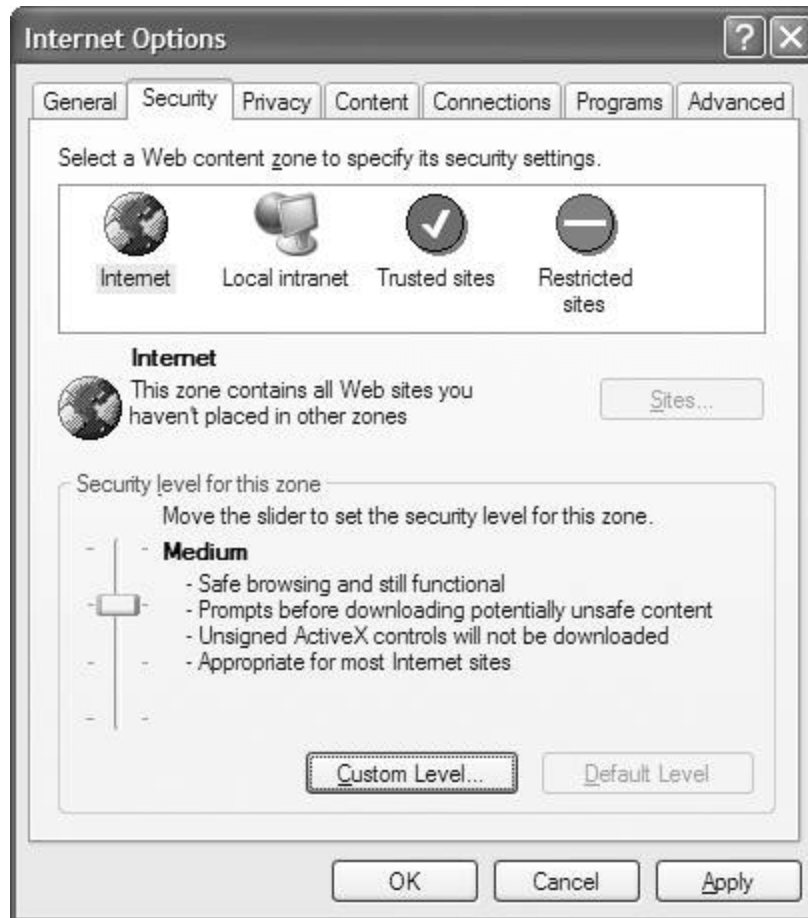 Internet Options
General Security Privacy Content Connections Programs Advanced
Select a Web content zone to specify its security settings.
Internet Local intranet Trusted sites Restricted sites
Internet
This zone contains all Web sites you
haven't placed in other zones
Sites...
Security level for this zone
Move the slider to set the security level for this zone.
Medium
- Safe browsing and still functional
- Prompts before downloading potentially unsafe content
- Unsigned ActiveX controls will not be downloaded
- Appropriate for most Internet sites
Custom Level... Default Level
OK Cancel Apply